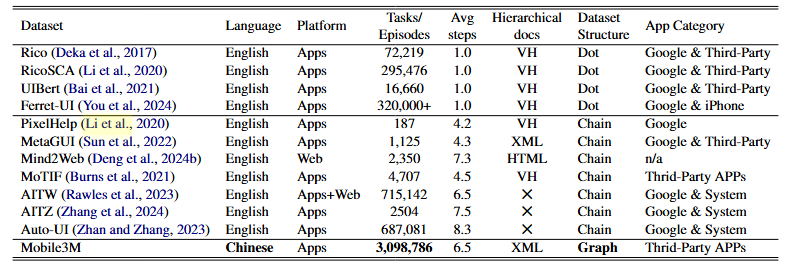 Dataset Language Platform Tasks/ Episodes Avg steps Hierarchical docs Dataset Structure App Category
Rico (Deka et al., 2017) English Apps 72,219 1.0 VH Dot Google & Third-Party
RicoSCA (Li et al., 2020) English Apps 295,476 1.0 VH Dot Google & Third-Party
UIBert (Bai et al., 2021) English Apps 16,660 1.0 VH Dot Google & Third-Party
Ferret-UI (You et al., 2024) English Apps 320,000+ 1.0 VH Dot Google & iPhone
PixelHelp (Li et al., 2020) English Apps 187 4.2 VH Chain Google
MetaGUI (Sun et al., 2022) English Apps 1,125 4.3 XML Chain Google & Third-Party
Mind2Web (Deng et al., 2024b) English Web 2,350 7.3 HTML Chain n/a
MoTIF (Burns et al., 2021) English Apps 4,707 4.5 VH Chain Thrid-Party APPs
AITW (Rawles et al., 2023) English Apps+Web 715,142 6.5 ✕ Chain Google & System
AITZ (Zhang et al., 2024) English Apps 2504 7.5 ✕ Chain Google & System
Auto-UI (Zhan and Zhang, 2023) English Apps 687,081 8.3 ✕ Chain Google & System
Mobile3M Chinese Apps 3,098,786 6.5 XML Graph Thrid-Party APPs